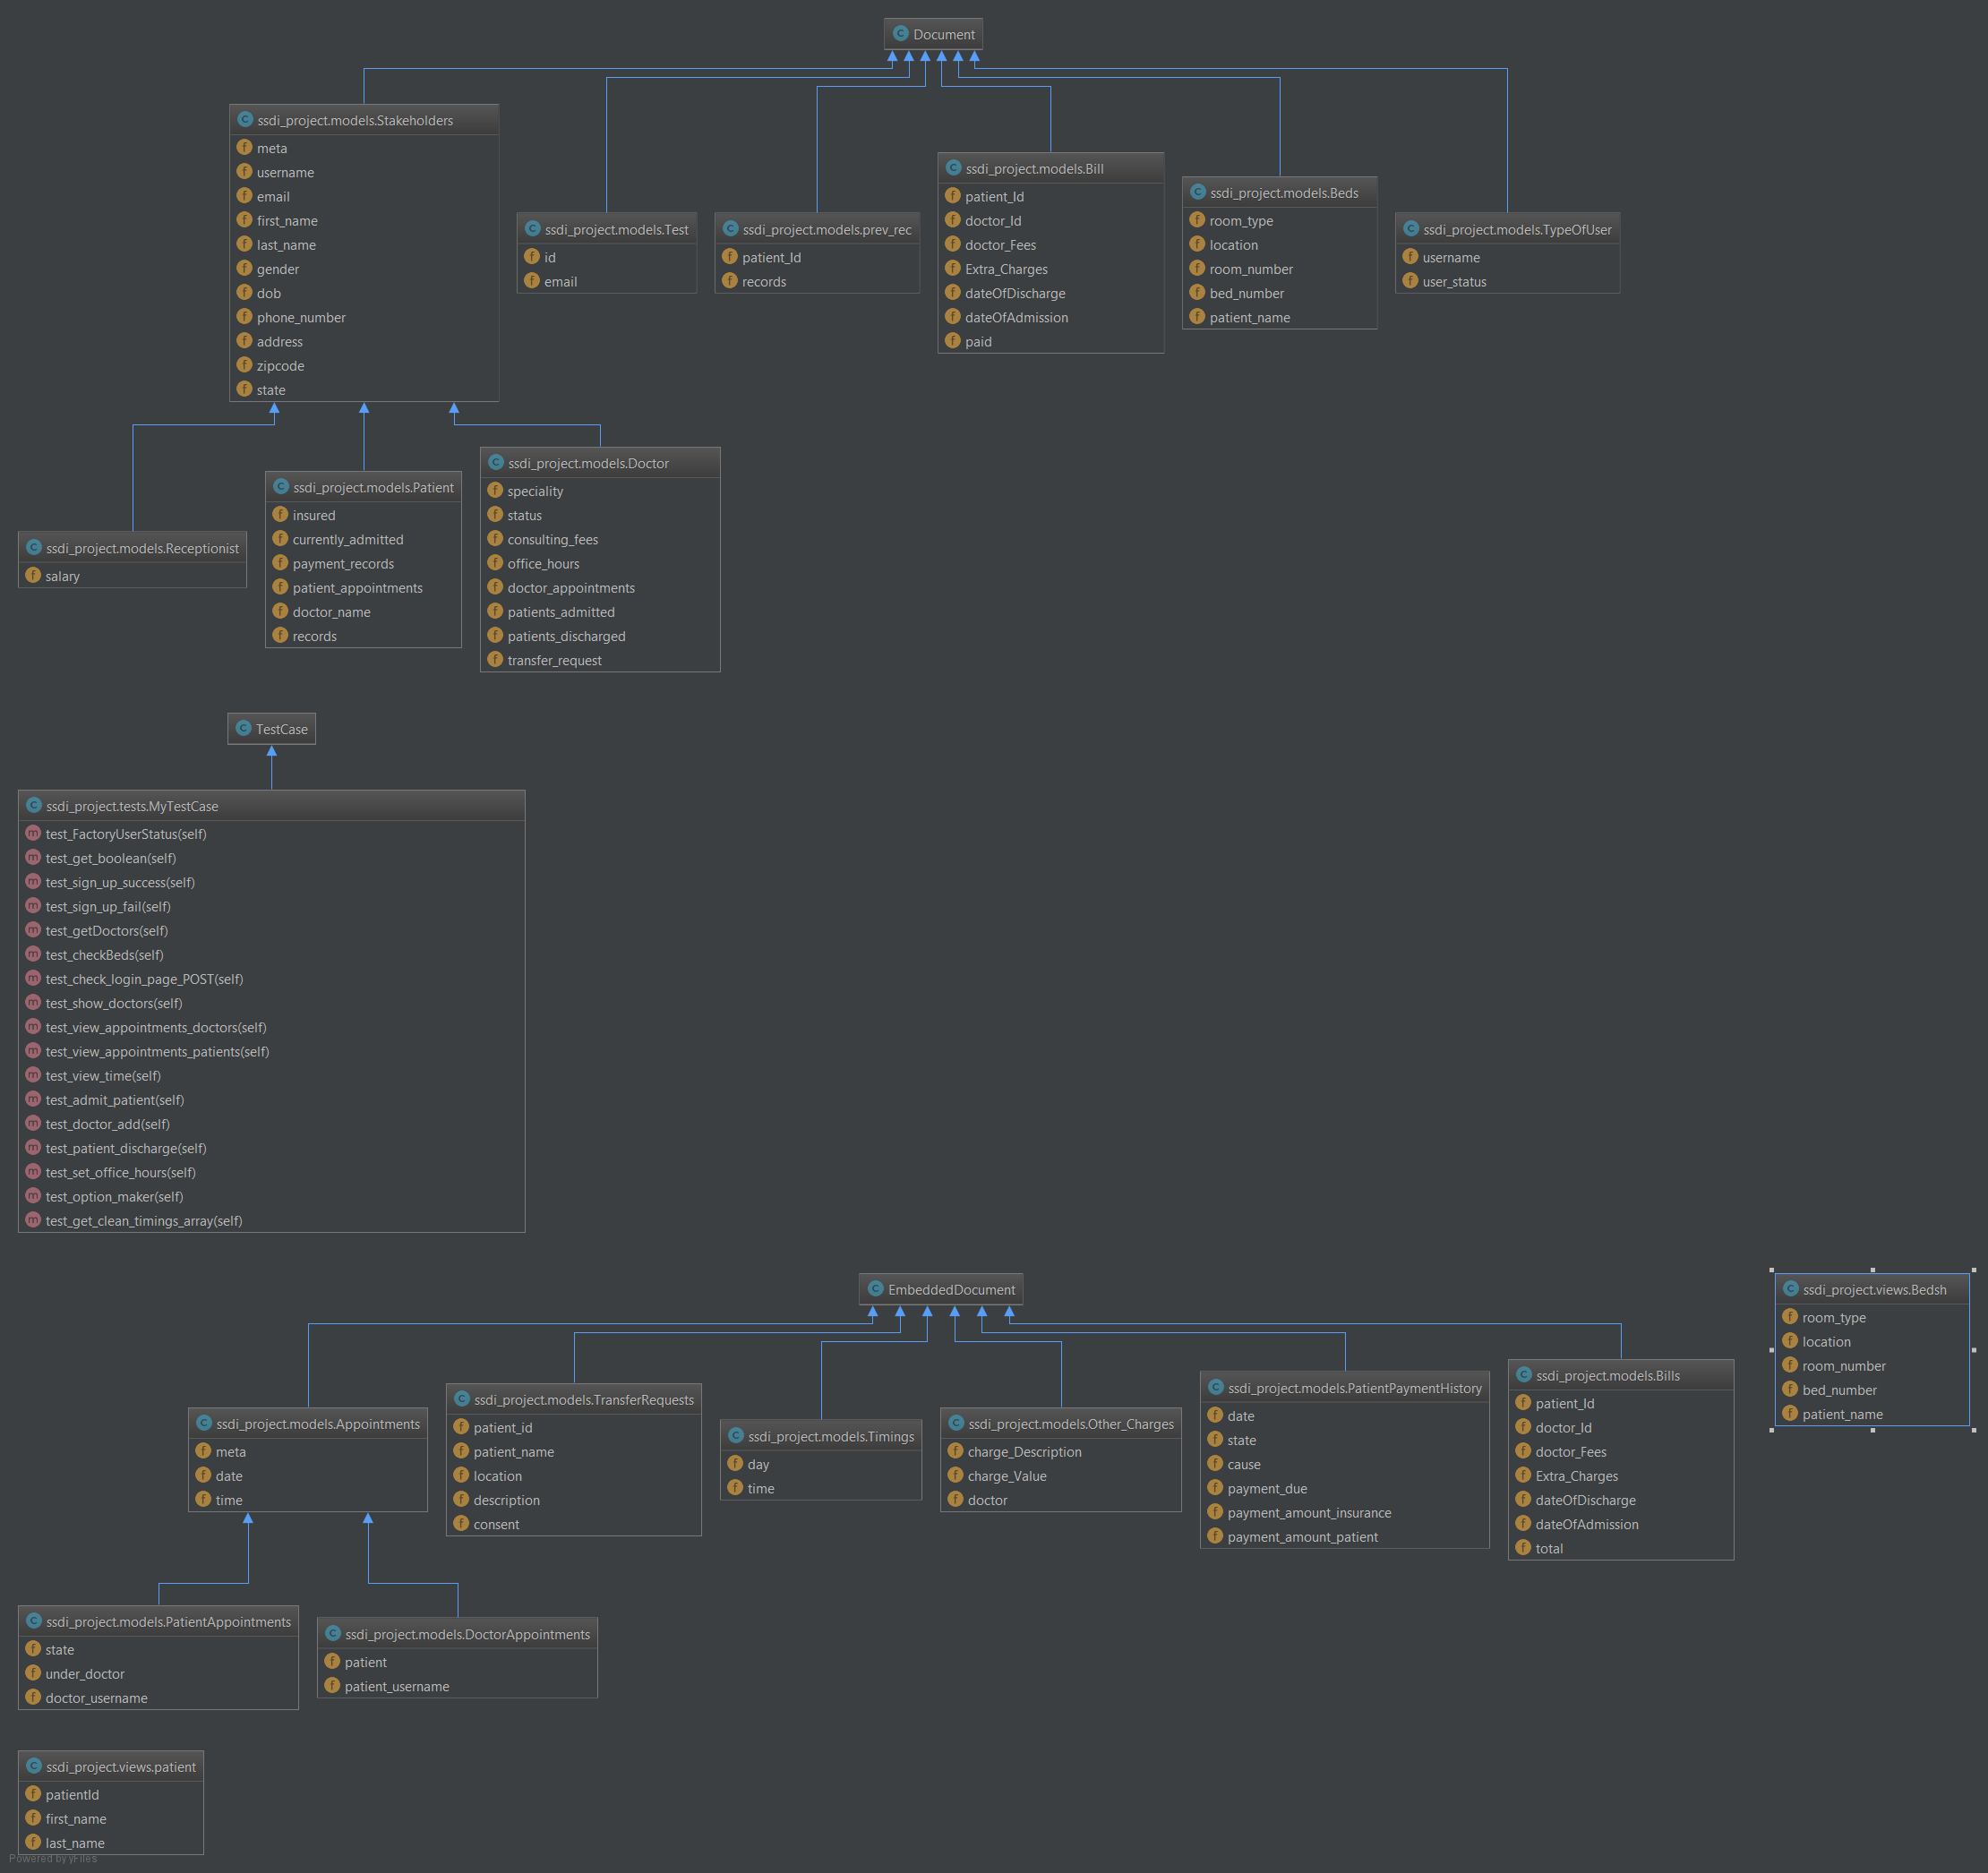 Document
ssdi_project.models.Stakeholders
meta
username
email
first_name
last_name
gender
dob
phone_number
address
zipcode
state
ssdi_project.models.Test
id
email
ssdi_project.models.prev_rec
patient_Id
records
ssdi_project.models.Bill
patient_Id
doctor_Id
doctor_Fees
Extra_Charges
dateOfDischarge
dateOfAdmission
paid
ssdi_project.models.Beds
room_type
location
room_number
bed_number
patient_name
ssdi_project.models.TypeOfUser
username
user_status
ssdi_project.models.Receptionist
salary
ssdi_project.models.Patient
insured
currently_admitted
payment_records
patient_appointments
doctor_name
records
ssdi_project.models.Doctor
speciality
status
consulting_fees
office_hours
doctor_appointments
patients_admitted
patients_discharged
transfer_request
TestCase
ssdi_project.tests.MyTestCase
test_FactoryUserStatus(self)
test_get_boolean(self)
test_sign_up_success(self)
test_sign_up_fail(self)
test_getDoctors(self)
test_checkBeds(self)
test_check_login_page_POST(self)
test_show_doctors(self)
test_view_appointments_doctors(self)
test_view_appointments_patients(self)
test_view_time(self)
test_admit_patient(self)
test_doctor_add(self)
test_patient_discharge(self)
test_set_office_hours(self)
test_option_maker(self)
test_get_clean_timings_array(self)
EmbeddedDocument
ssdi_project.models.Appointments
meta
date
time
ssdi_project.models.TransferRequests
patient_id
patient_name
location
description
consent
ssdi_project.models.Timings
day
time
ssdi_project.models.Other_Charges
charge_Description
charge_Value
doctor
ssdi_project.models.PatientPaymentHistory
date
state
cause
payment_due
payment_amount_insurance
payment_amount_patient
ssdi_project.models.Bills
patient_Id
doctor_Id
doctor_Fees
Extra_Charges
dateOfDischarge
dateOfAdmission
total
ssdi_project.views.Bedsh
room_type
location
room_number
bed_number
patient_name
ssdi_project.models.PatientAppointments
state
under_doctor
doctor_username
ssdi_project.models.DoctorAppointments
patient
patient_username
ssdi_project.views.patient
patientId
first_name
last_name
Powered by yFiles